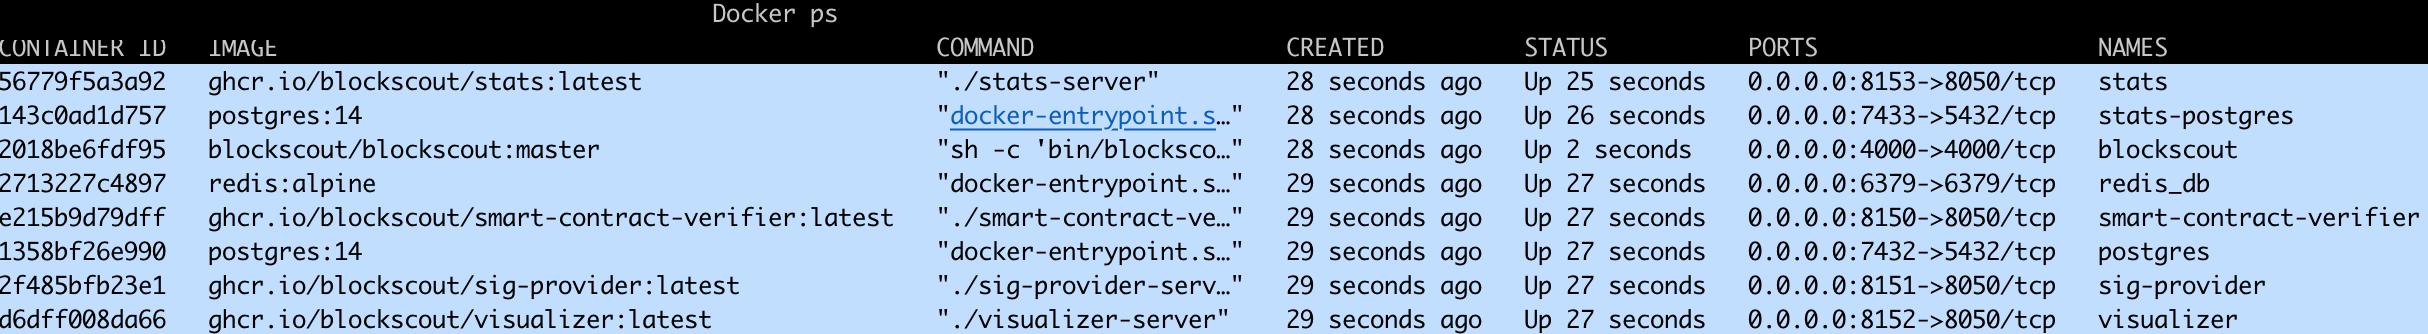 Docker ps
CONTAINER ID IMAGE COMMAND CREATED STATUS PORTS NAMES
56779f5a3a92 ghcr.io/blockscout/stats:latest "./stats-server" 28 seconds ago Up 25 seconds 0.0.0.0:8153->8050/tcp stats
143c0ad1d757 postgres:14 "docker-entrypoint.s…" 28 seconds ago Up 26 seconds 0.0.0.0:7433->5432/tcp stats-postgres
2018be6fdf95 blockscout/blockscout:master "sh -c 'bin/blocksco…" 28 seconds ago Up 2 seconds 0.0.0.0:4000->4000/tcp blockscout
2713227c4897 redis:alpine "docker-entrypoint.s…" 29 seconds ago Up 27 seconds 0.0.0.0:6379->6379/tcp redis_db
e215b9d79dff ghcr.io/blockscout/smart-contract-verifier:latest "./smart-contract-ve…" 29 seconds ago Up 27 seconds 0.0.0.0:8150->8050/tcp smart-contract-verifier
1358bf26e990 postgres:14 "docker-entrypoint.s…" 29 seconds ago Up 27 seconds 0.0.0.0:7432->5432/tcp postgres
2f485bfb23e1 ghcr.io/blockscout/sig-provider:latest "./sig-provider-serv…" 29 seconds ago Up 27 seconds 0.0.0.0:8151->8050/tcp sig-provider
d6dff008da66 ghcr.io/blockscout/visualizer:latest "./visualizer-server" 29 seconds ago Up 27 seconds 0.0.0.0:8152->8050/tcp visualizer